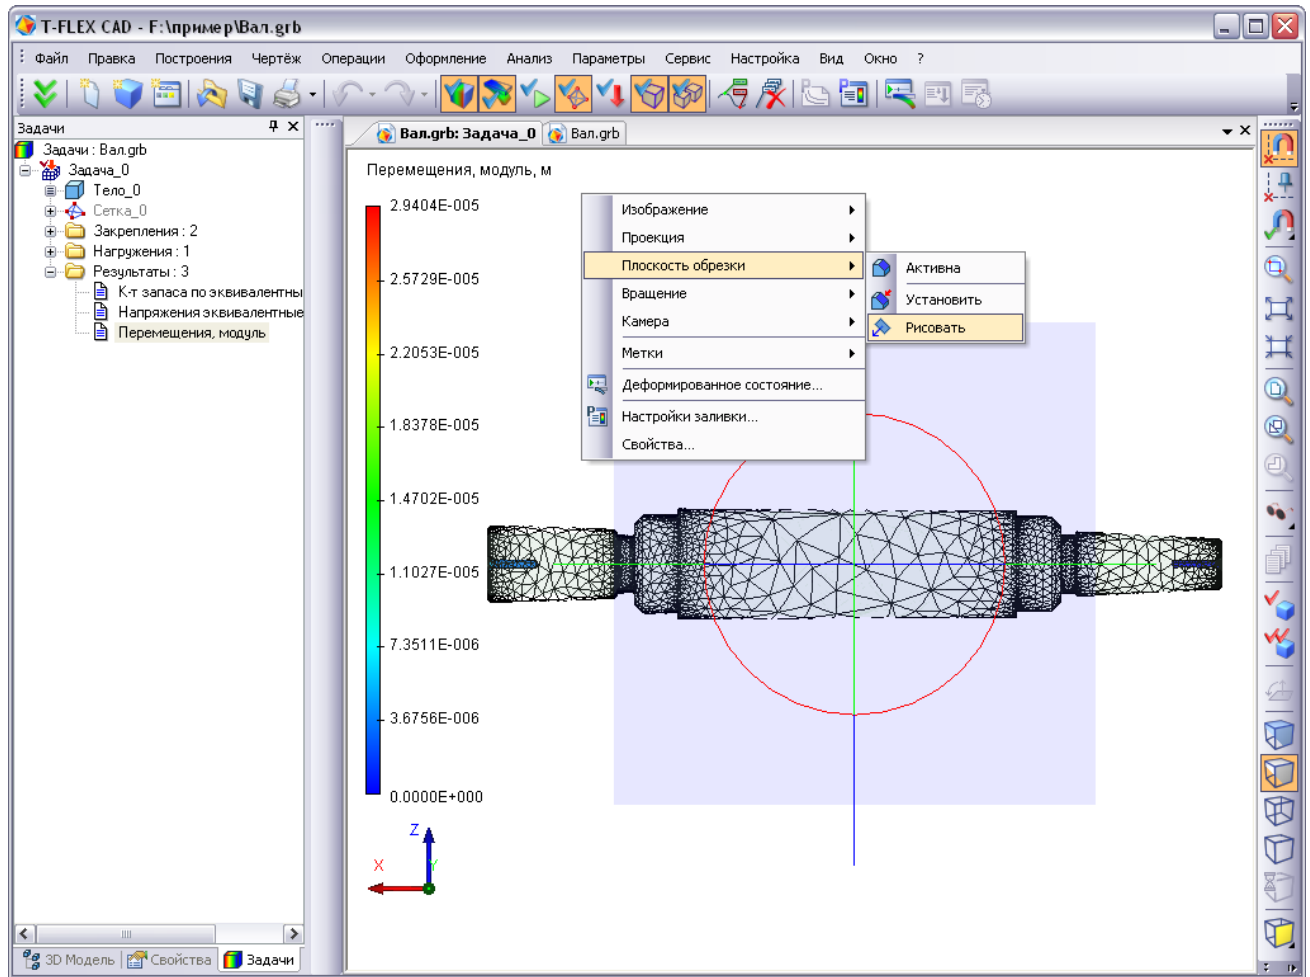 T-FLEX CAD - F:\пример\Вал.grb
Файл Правка Построения Чертёж Операции Оформление Анализ Параметры Сервис Настройка Вид Окно ?
Задачи
Задачи : Вал.grb
Задача_0
Тело_0
Сетка_0
Закрепления : 2
Нагружения : 1
Результаты : 3
К-т запаса по эквивалентны
Напряжения эквивалентные
Перемещения, модуль
3D Модель Свойства Задачи
Вал.grb: Задача_0 Вал.grb
Перемещения, модуль, м
2.9404E-005
2.5729E-005
2.2053E-005
1.8378E-005
1.4702E-005
1.1027E-005
7.3511E-006
3.6756E-006
0.0000E+000
Z
X
Y
Изображение
Проекция
Плоскость обрезки
Вращение
Камера
Метки
Деформированное состояние...
Настройки заливки...
Свойства...
Активна
Установить
Рисовать